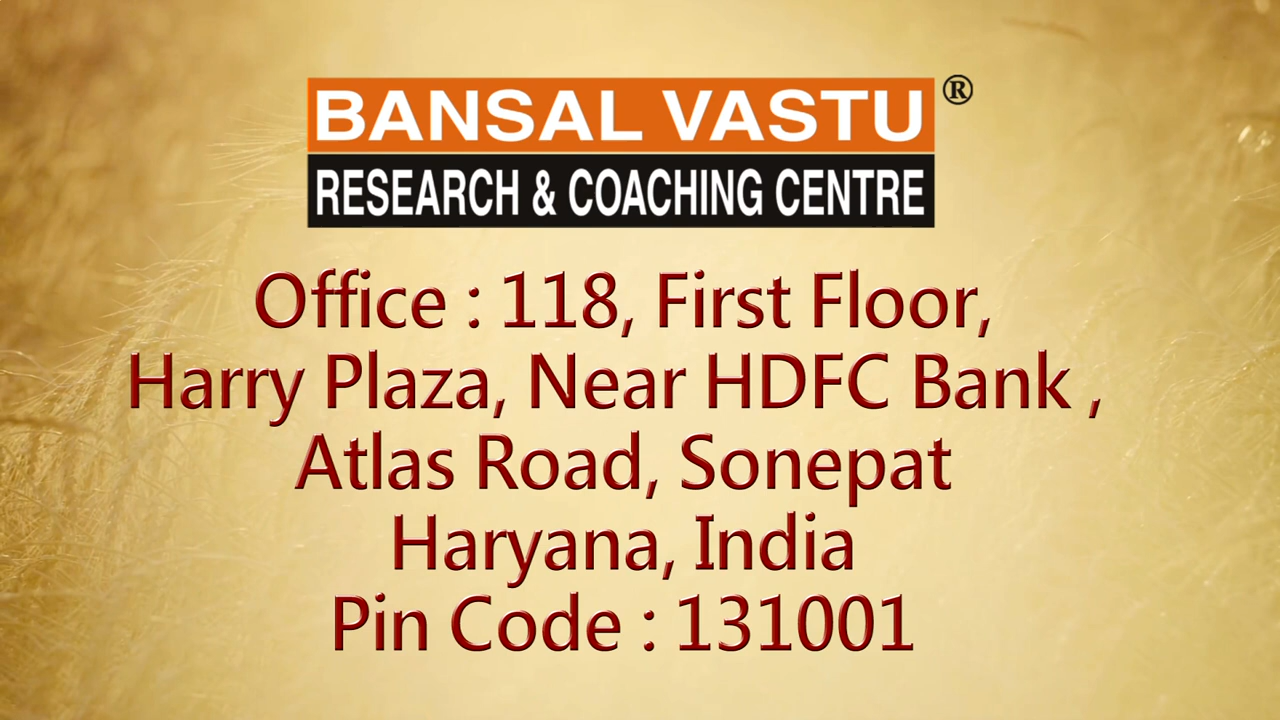 BANSAL VASTU ®
RESEARCH & COACHING CENTRE
Office : 118, First Floor,
Harry Plaza, Near HDFC Bank ,
Atlas Road, Sonepat
Haryana, India
Pin Code : 131001